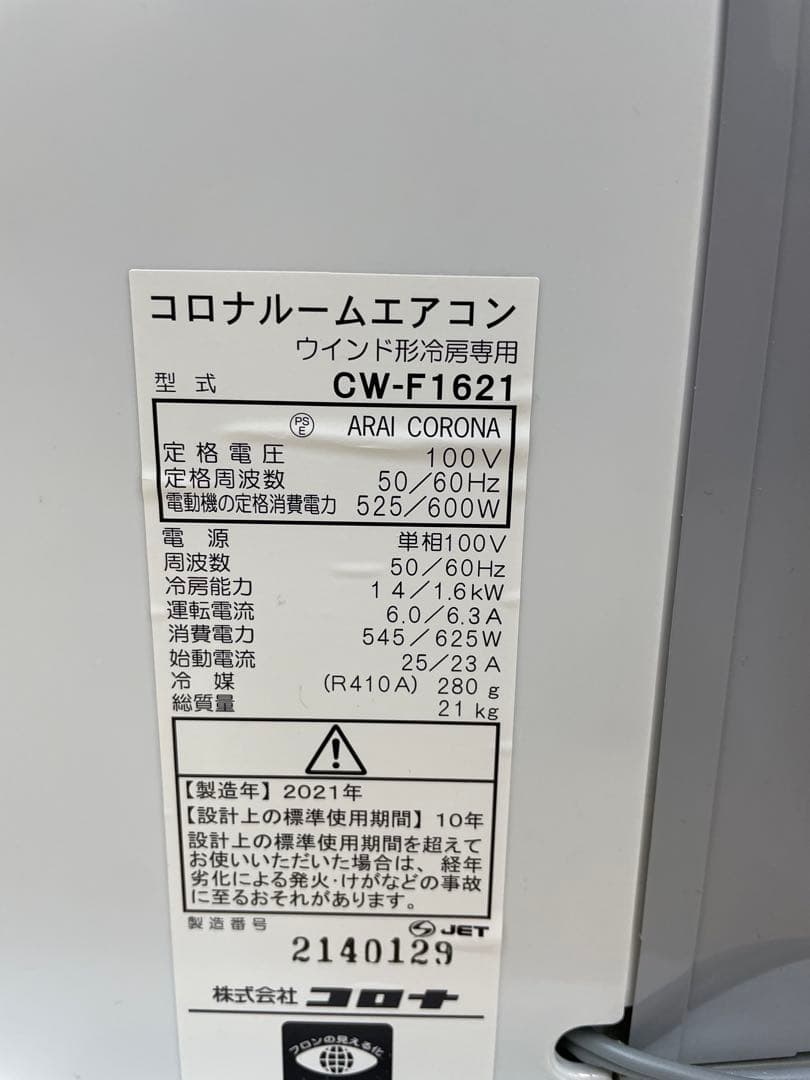 コロナルームエアコン
ウインド形冷房専用
型式 CW-F1621
PSE ARAI CORONA
定格電圧 100V
定格周波数 50/60Hz
電動機の定格消費電力 525/600W
電源 単相100V
周波数 50/60Hz
冷房能力 1 4/1.6kW
運転電流 6.0/6.3A
消費電力 545/625W
始動電流 25/23A
冷媒 (R410A) 280g
総質量 21kg
【製造年】2021年
【設計上の標準使用期間】10年
設計上の標準使用期間を超えて
お使いいただいた場合は、経年
劣化による発火・けがなどの事故
に至るおそれがあります。
製造番号 JET
2140129
株式会社 コロナ
フロンの見える化